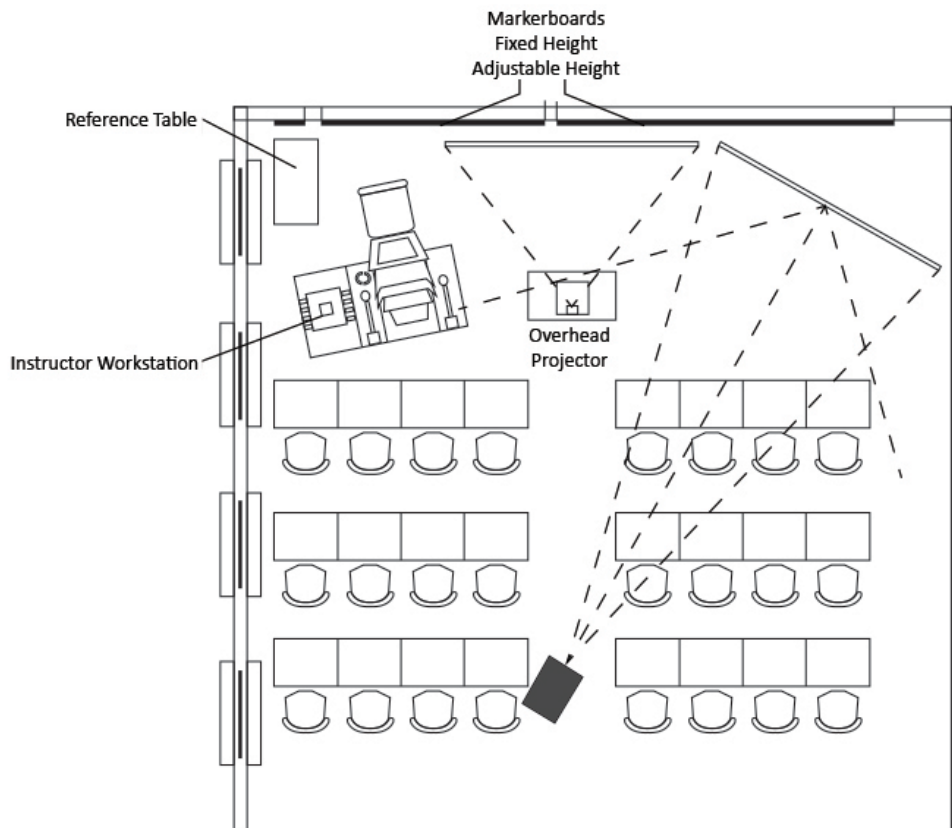 Markerboards
Fixed Height
Adjustable Height
Reference Table
Overhead
Projector
Instructor Workstation